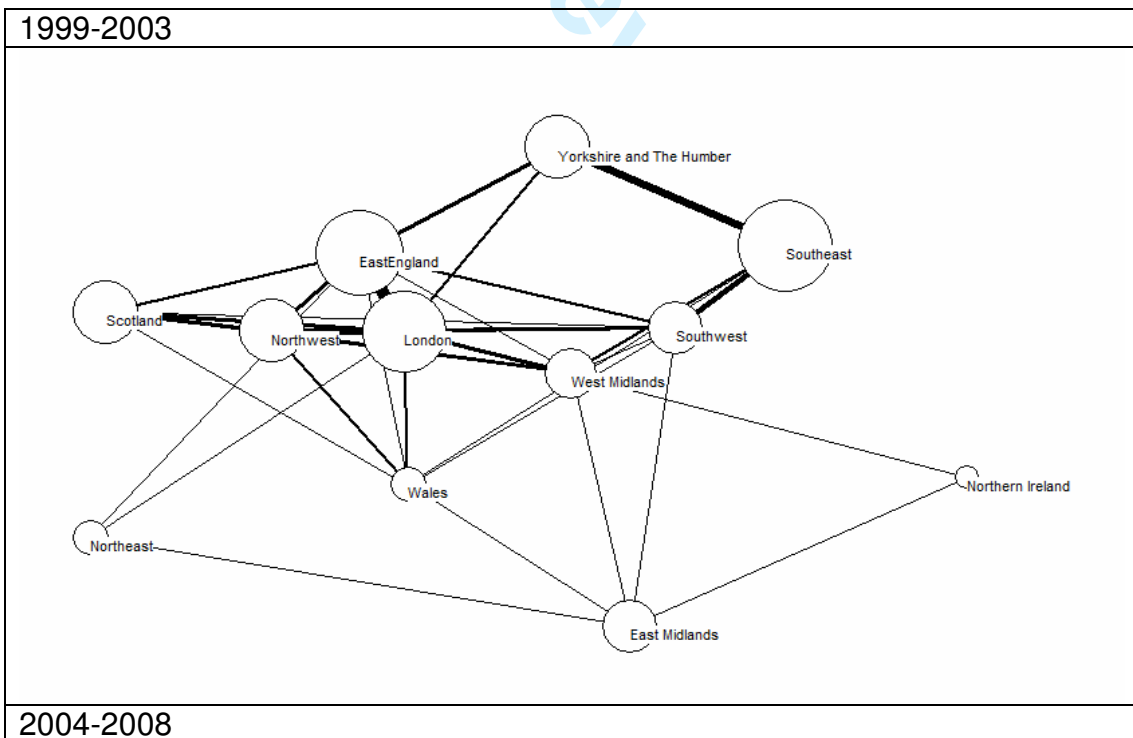 1999-2003
Yorkshire and The Humber
Southeast
EastEngland
Scotland
Northwest
London
Southwest
West Midlands
Wales
Northern Ireland
Northeast
East Midlands
2004-2008